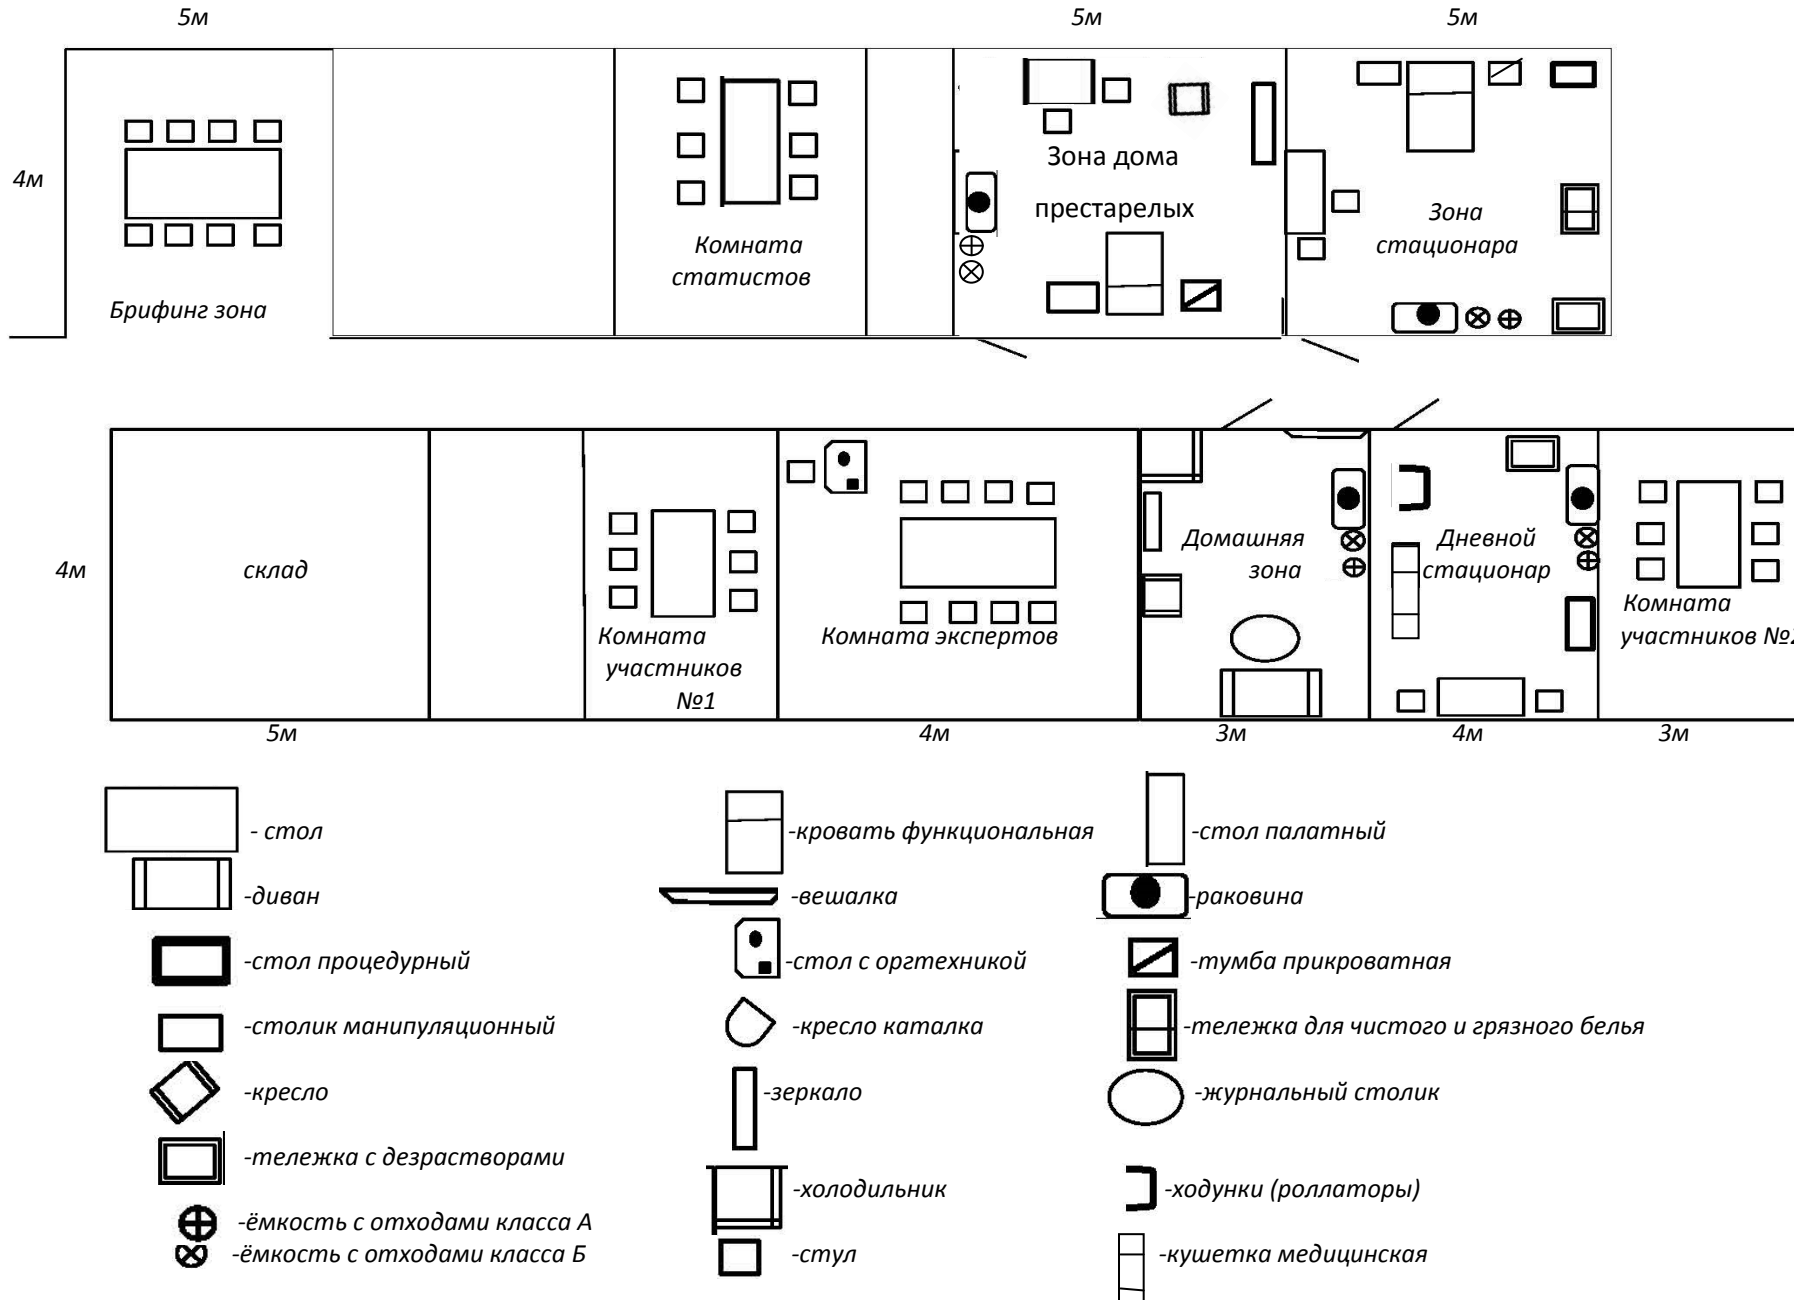 5м
5м
5м
4м
Зона дома
престарелых
Зона
стационара
Комната
статистов
Брифинг зона
4м
склад
Домашняя
зона
Дневной
стационар
Комната
участников
№1
Комната экспертов
Комната
участников №2
5м
4м
3м
4м
3м
- стол
-кровать функциональная
-стол палатный
-диван
-вешалка
-раковина
-стол процедурный
-стол с оргтехникой
-тумба прикроватная
-столик манипуляционный
-кресло каталка
-тележка для чистого и грязного белья
-кресло
-зеркало
-журнальный столик
-тележка с дезрастворами
-холодильник
-ходунки (роллаторы)
-ёмкость с отходами класса А
-ёмкость с отходами класса Б
-стул
-кушетка медицинская